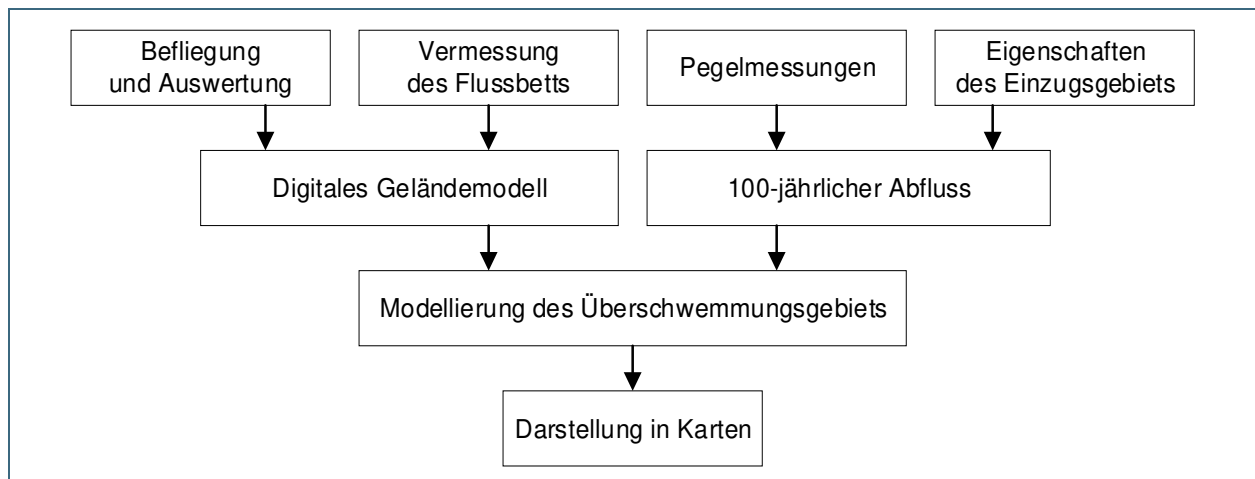 Befliegung
und Auswertung
Vermessung
des Flussbetts
Pegelmessungen
Eigenschaften
des Einzugsgebiets
Digitales Geländemodell
100-jährlicher Abfluss
Modellierung des Überschwemmungsgebiets
Darstellung in Karten